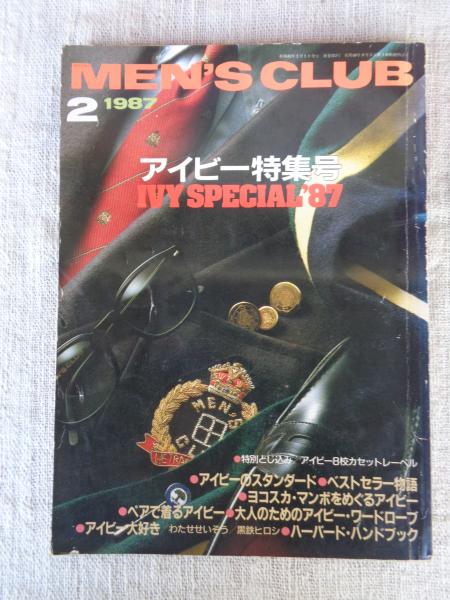 MEN'S CLUB
2 1987
アイビー特集号
IVY SPECIAL '87
MEN'S
●特別とじ込み/アイビー8校カセットレーベル
●アイビーのスタンダード●ベストセラー物語
●ヨコスカ・マンボをめぐるアイビー
●ペアで着るアイビー●大人のためのアイビー・ワードローブ
●アイビー大好き わたせせいぞう/黒鉄ヒロシ●ハーバード・ハンドブック